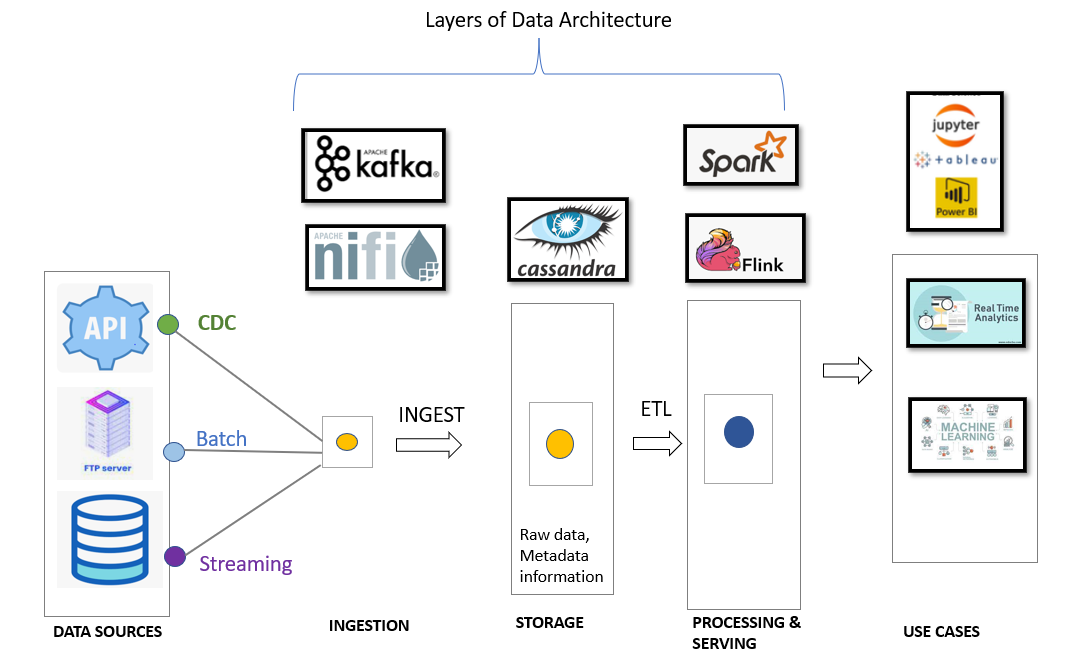 Layers of Data Architecture
APACHE
kafka®
APACHE
nifi
cassandra
Spark
Flink
jupyter
+ableau
Power BI
API
FTP server
CDC
Batch
Streaming
INGEST
ETL
Raw data,
Metadata
information
Real Time
Analytics
MACHINE
LEARNING
DATA SOURCES
INGESTION
STORAGE
PROCESSING &
SERVING
USE CASES